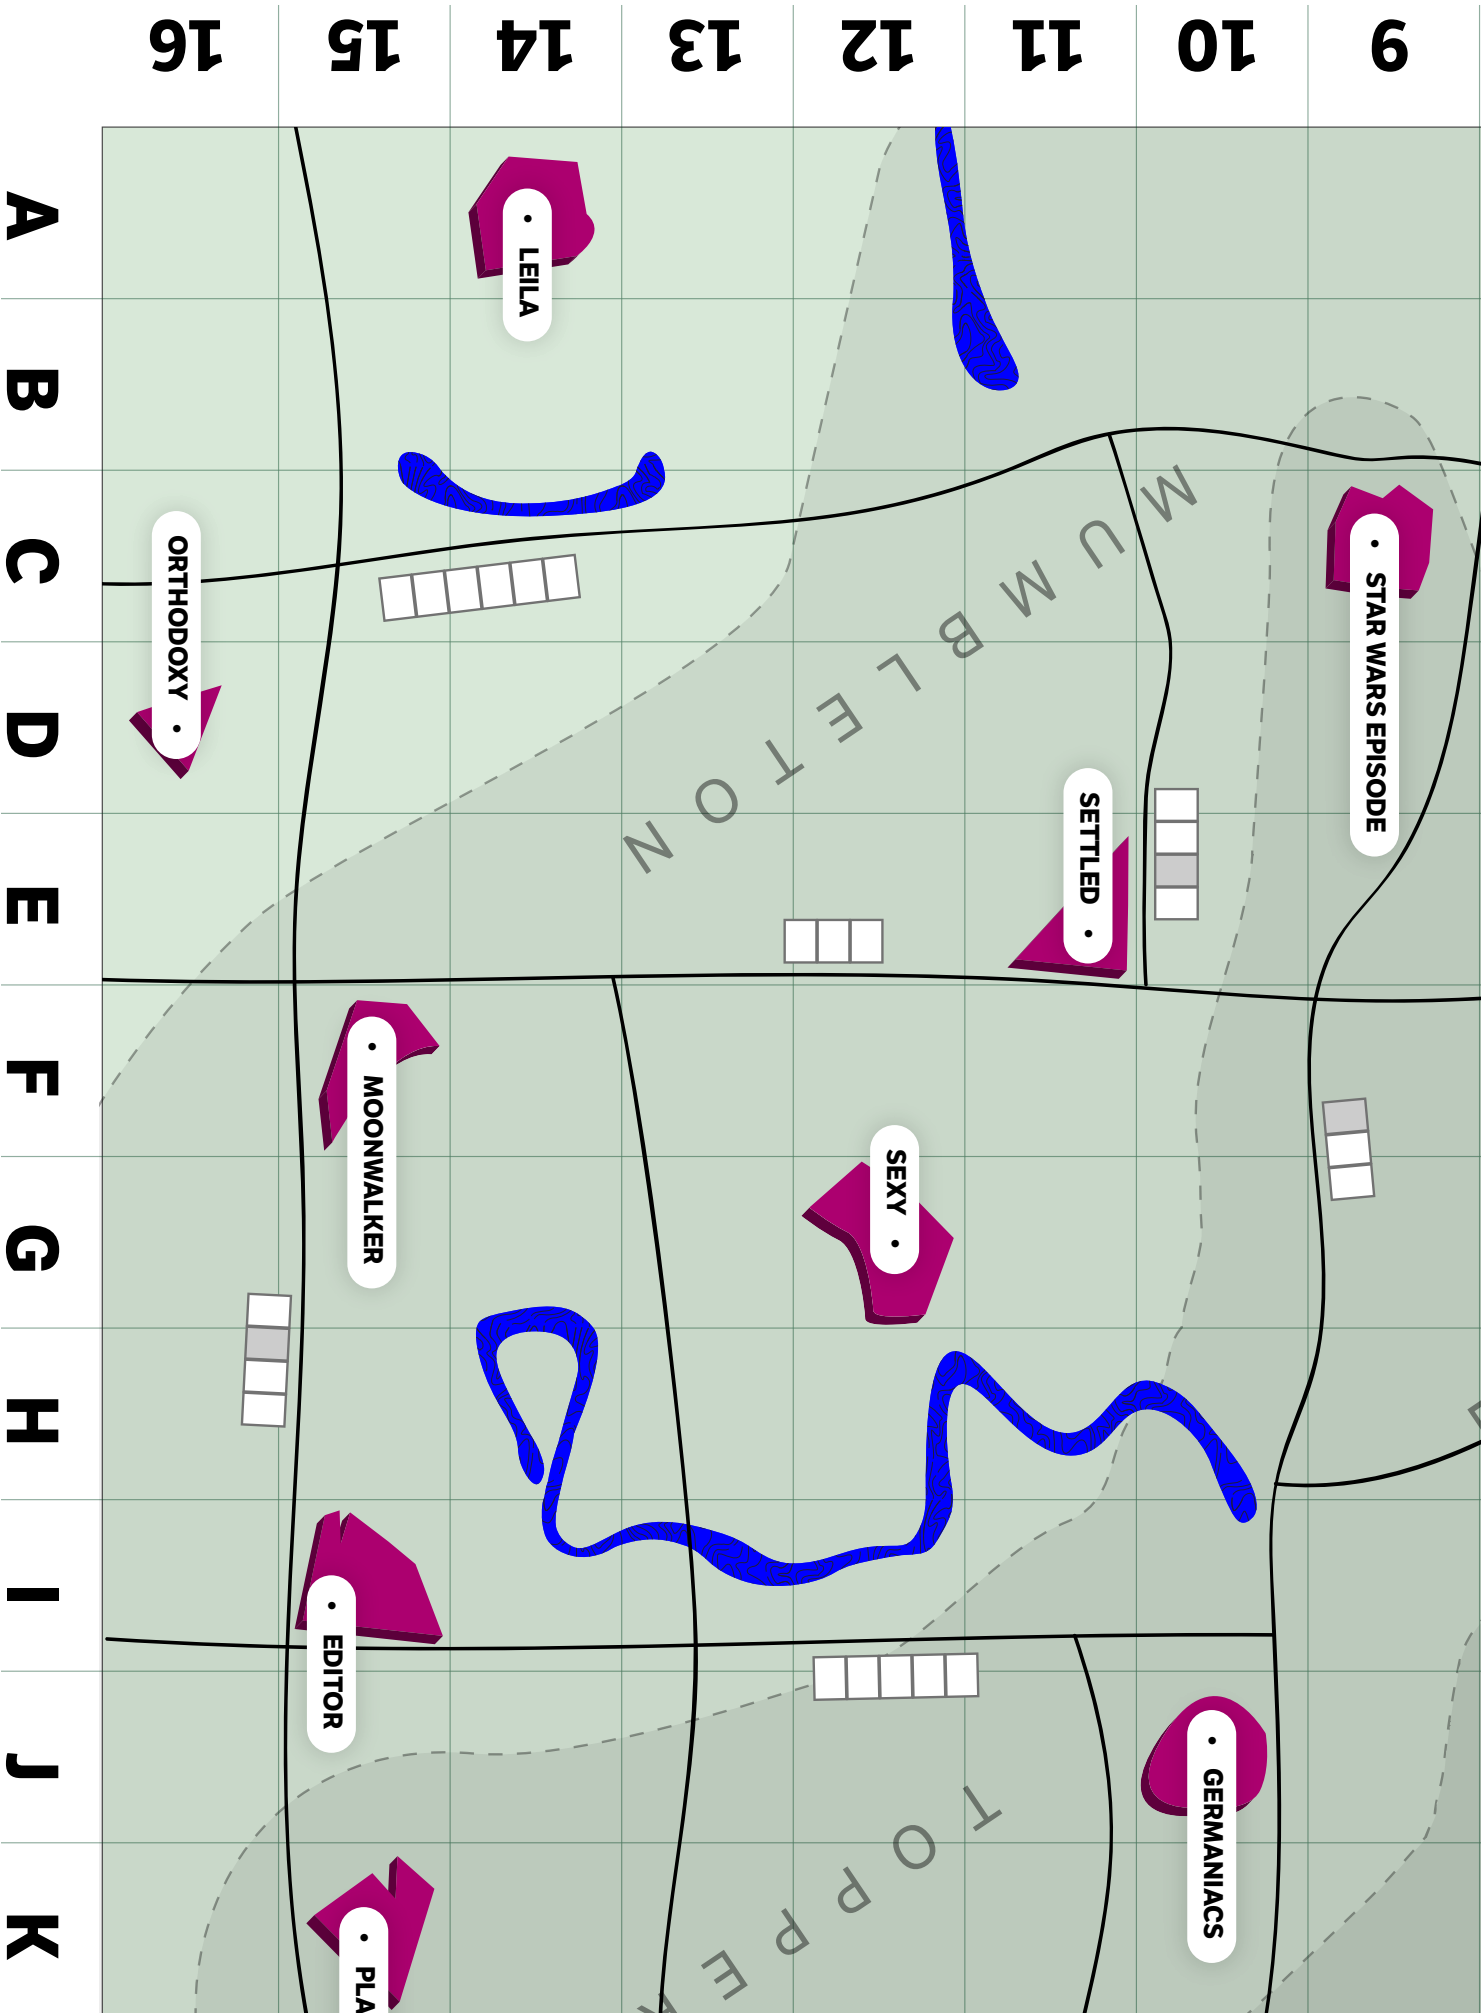 16 15 14 13 12 11 10 9
A
B
C
D
E
F
G
H
I
J
K
LEILA
ORTHODOXY
MUMBLETON
STAR WARS EPISODE
SETTLED
MOONWALKER
SEXY
EDITOR
GERMANIACS
TOPPE
PLA